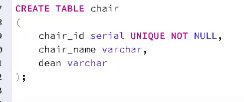 CREATE TABLE chair
(
chair_id serial UNIQUE NOT NULL,
chair_name varchar,
dean varchar
);